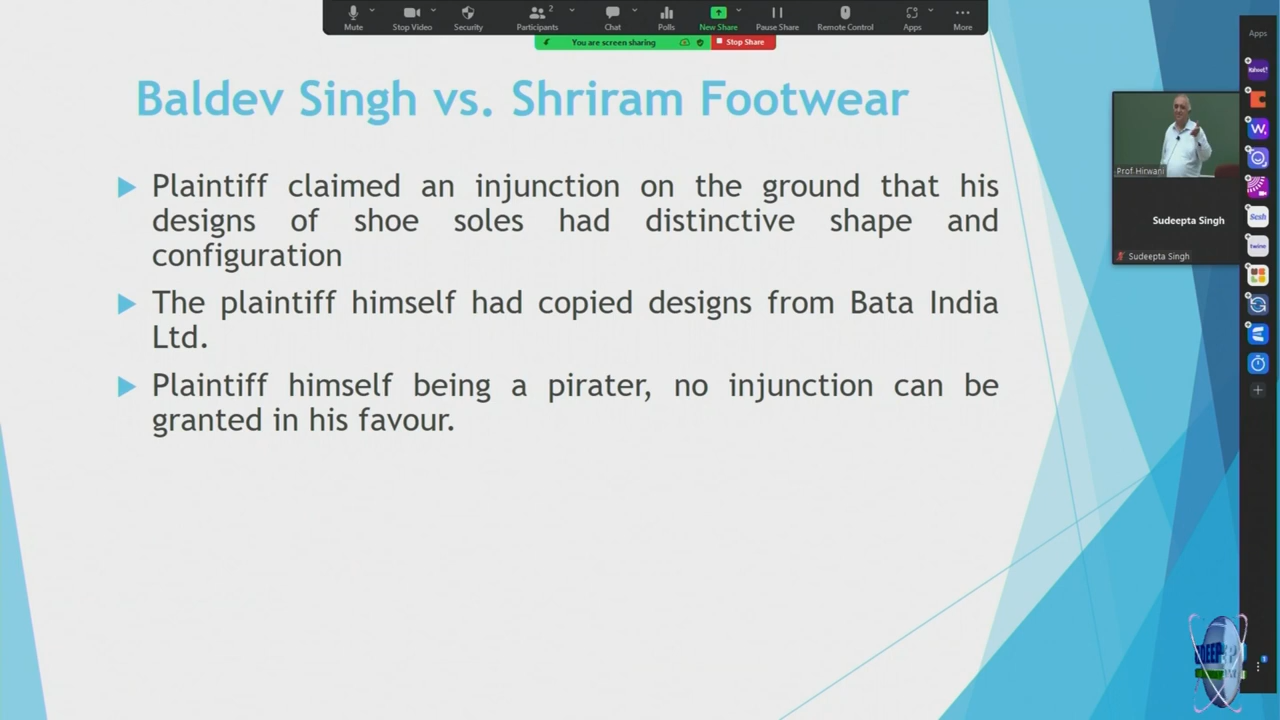 Mute
Stop Video
Security
Participants
2
Chat
Polls
New Share
Pause Share
Remote Control
Apps
More
You are screen sharing
Stop Share
Apps
Baldev Singh vs. Shriram Footwear
Plaintiff claimed an injunction on the ground that his
designs of shoe soles had distinctive shape and
configuration
The plaintiff himself had copied designs from Bata India
Ltd.
Plaintiff himself being a pirater, no injunction can be
granted in his favour.
Prof Hirwani
Sudeepta Singh
Sudeepta Singh
Sesh
twine